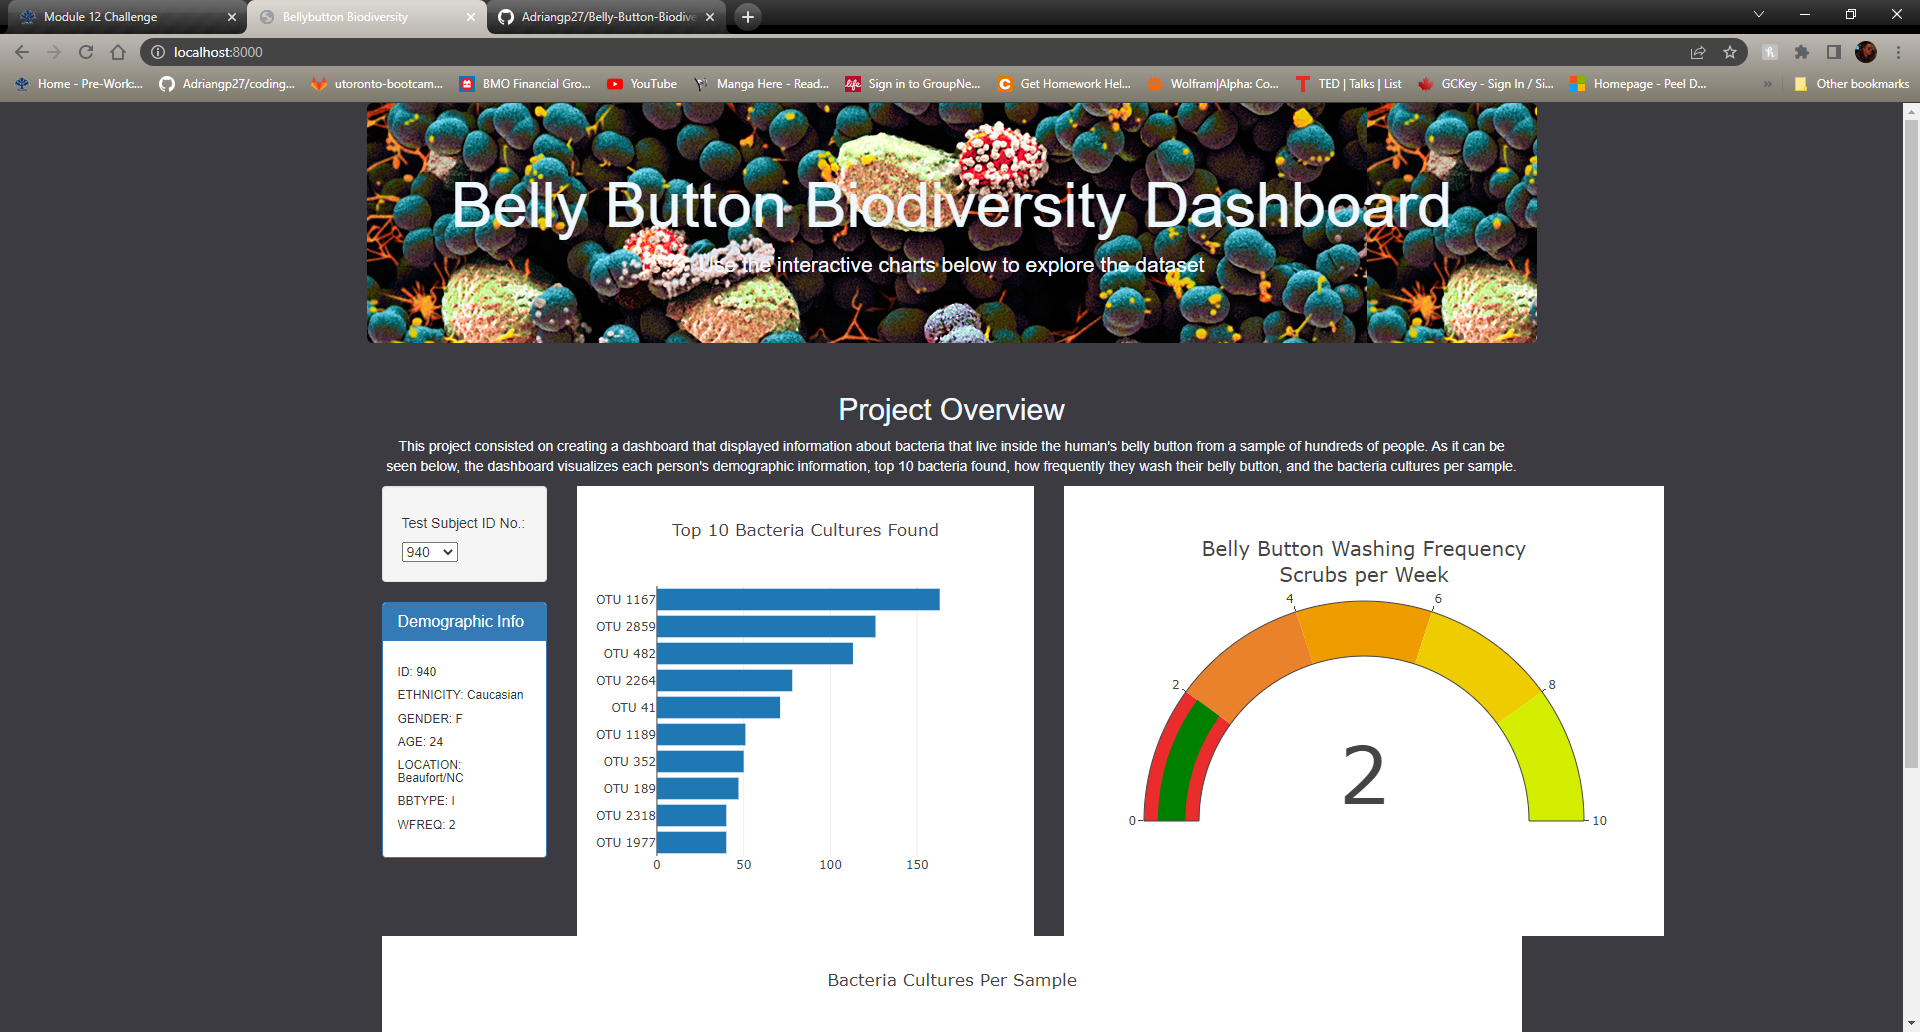 Module 12 Challenge
Bellybutton Biodiversity
Adriangp27/Belly-Button-Biodive
localhost:8000
Home - Pre-Work:...
Adriangp27/coding...
utoronto-bootcam...
BMO Financial Gro...
YouTube
Manga Here - Read...
Sign in to GroupNe...
Get Homework Hel...
Wolfram|Alpha: Co...
TED | Talks | List
GCKey - Sign In / Si...
Homepage - Peel D...
»
Other bookmarks
Belly Button Biodiversity Dashboard
Use the interactive charts below to explore the dataset
Project Overview
This project consisted on creating a dashboard that displayed information about bacteria that live inside the human's belly button from a sample of hundreds of people. As it can be
seen below, the dashboard visualizes each person's demographic information, top 10 bacteria found, how frequently they wash their belly button, and the bacteria cultures per sample.
Test Subject ID No.:
940
Demographic Info
ID: 940
ETHNICITY: Caucasian
GENDER: F
AGE: 24
LOCATION:
Beaufort/NC
BBTYPE: I
WFREQ: 2
Top 10 Bacteria Cultures Found
OTU 1167
OTU 2859
OTU 482
OTU 2264
OTU 41
OTU 1189
OTU 352
OTU 189
OTU 2318
OTU 1977
0 50 100 150
Belly Button Washing Frequency
Scrubs per Week
4 6
2 8
2
0 10
Bacteria Cultures Per Sample